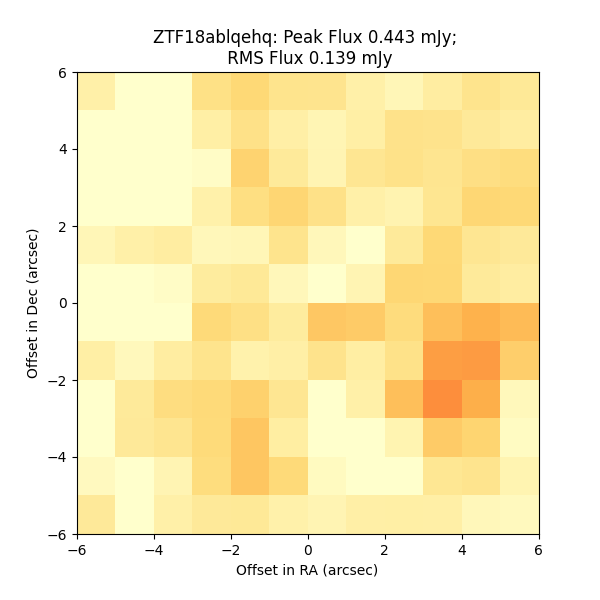 ZTF18ablqehq: Peak Flux 0.443 mJy;
RMS Flux 0.139 mJy
6
4
2
0
−2
−4
−6
Offset in Dec (arcsec)
−6 −4 −2 0 2 4 6
Offset in RA (arcsec)